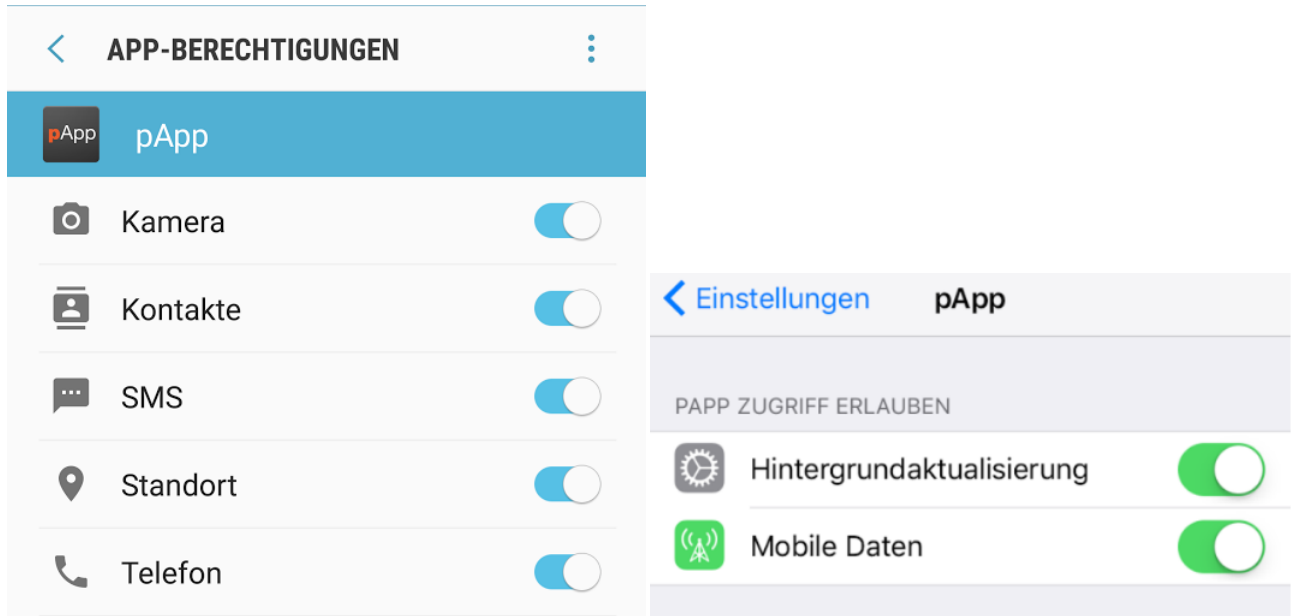 APP-BERECHTIGUNGEN
pApp pApp
Kamera
Kontakte
SMS
Standort
Telefon
Einstellungen pApp
PAPP ZUGRIFF ERLAUBEN
Hintergrundaktualisierung
Mobile Daten